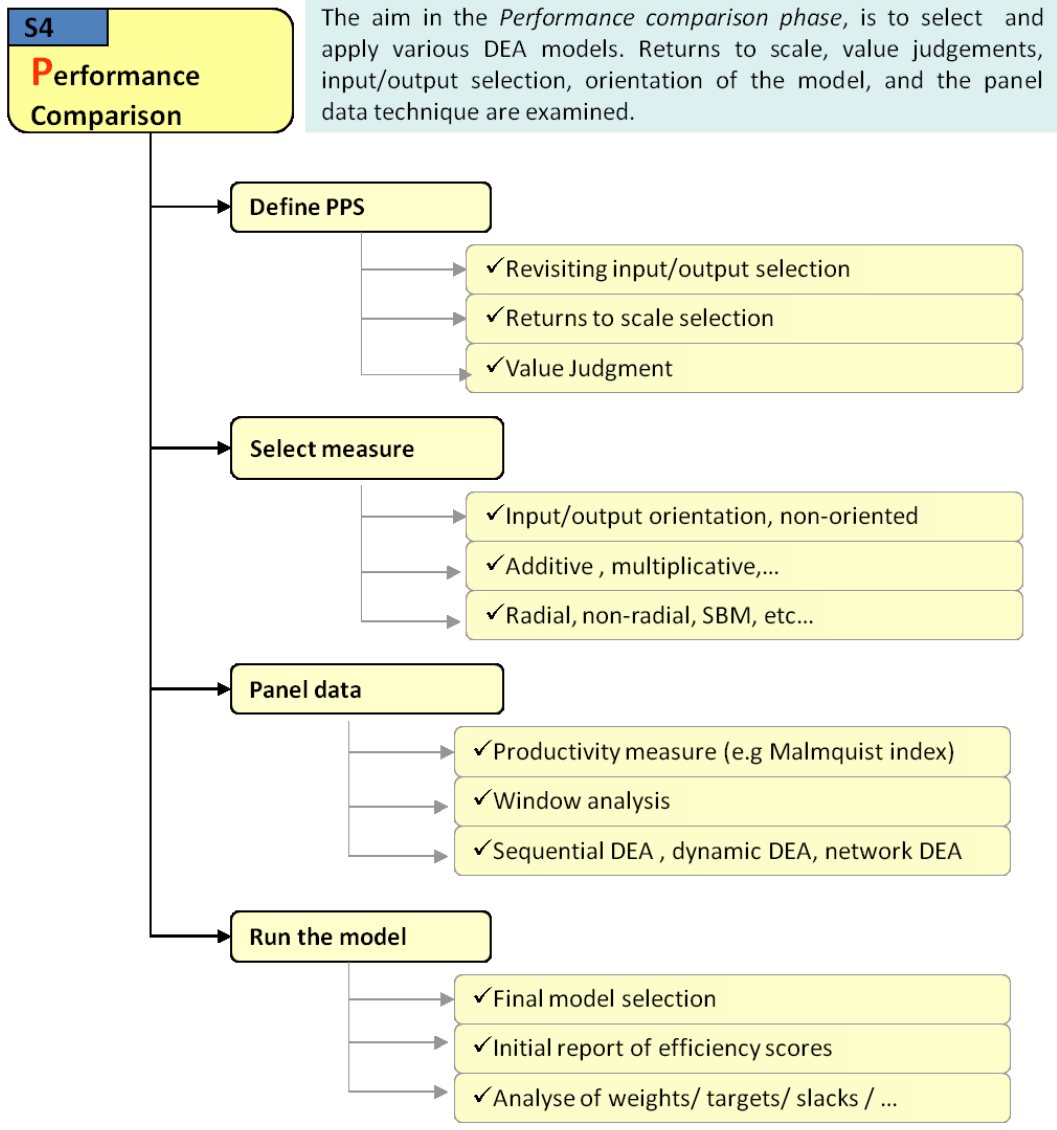 S4
Performance
Comparison
The aim in the Performance comparison phase, is to select and
apply various DEA models. Returns to scale, value judgements,
input/output selection, orientation of the model, and the panel
data technique are examined.
Define PPS
✓Revisiting input/output selection
✓Returns to scale selection
✓Value Judgment
Select measure
✓Input/output orientation, non-oriented
✓Additive , multiplicative,...
✓Radial, non-radial, SBM, etc...
Panel data
✓Productivity measure (e.g Malmquist index)
✓Window analysis
✓Sequential DEA , dynamic DEA, network DEA
Run the model
✓Final model selection
✓Initial report of efficiency scores
✓Analyse of weights/ targets/ slacks / ...